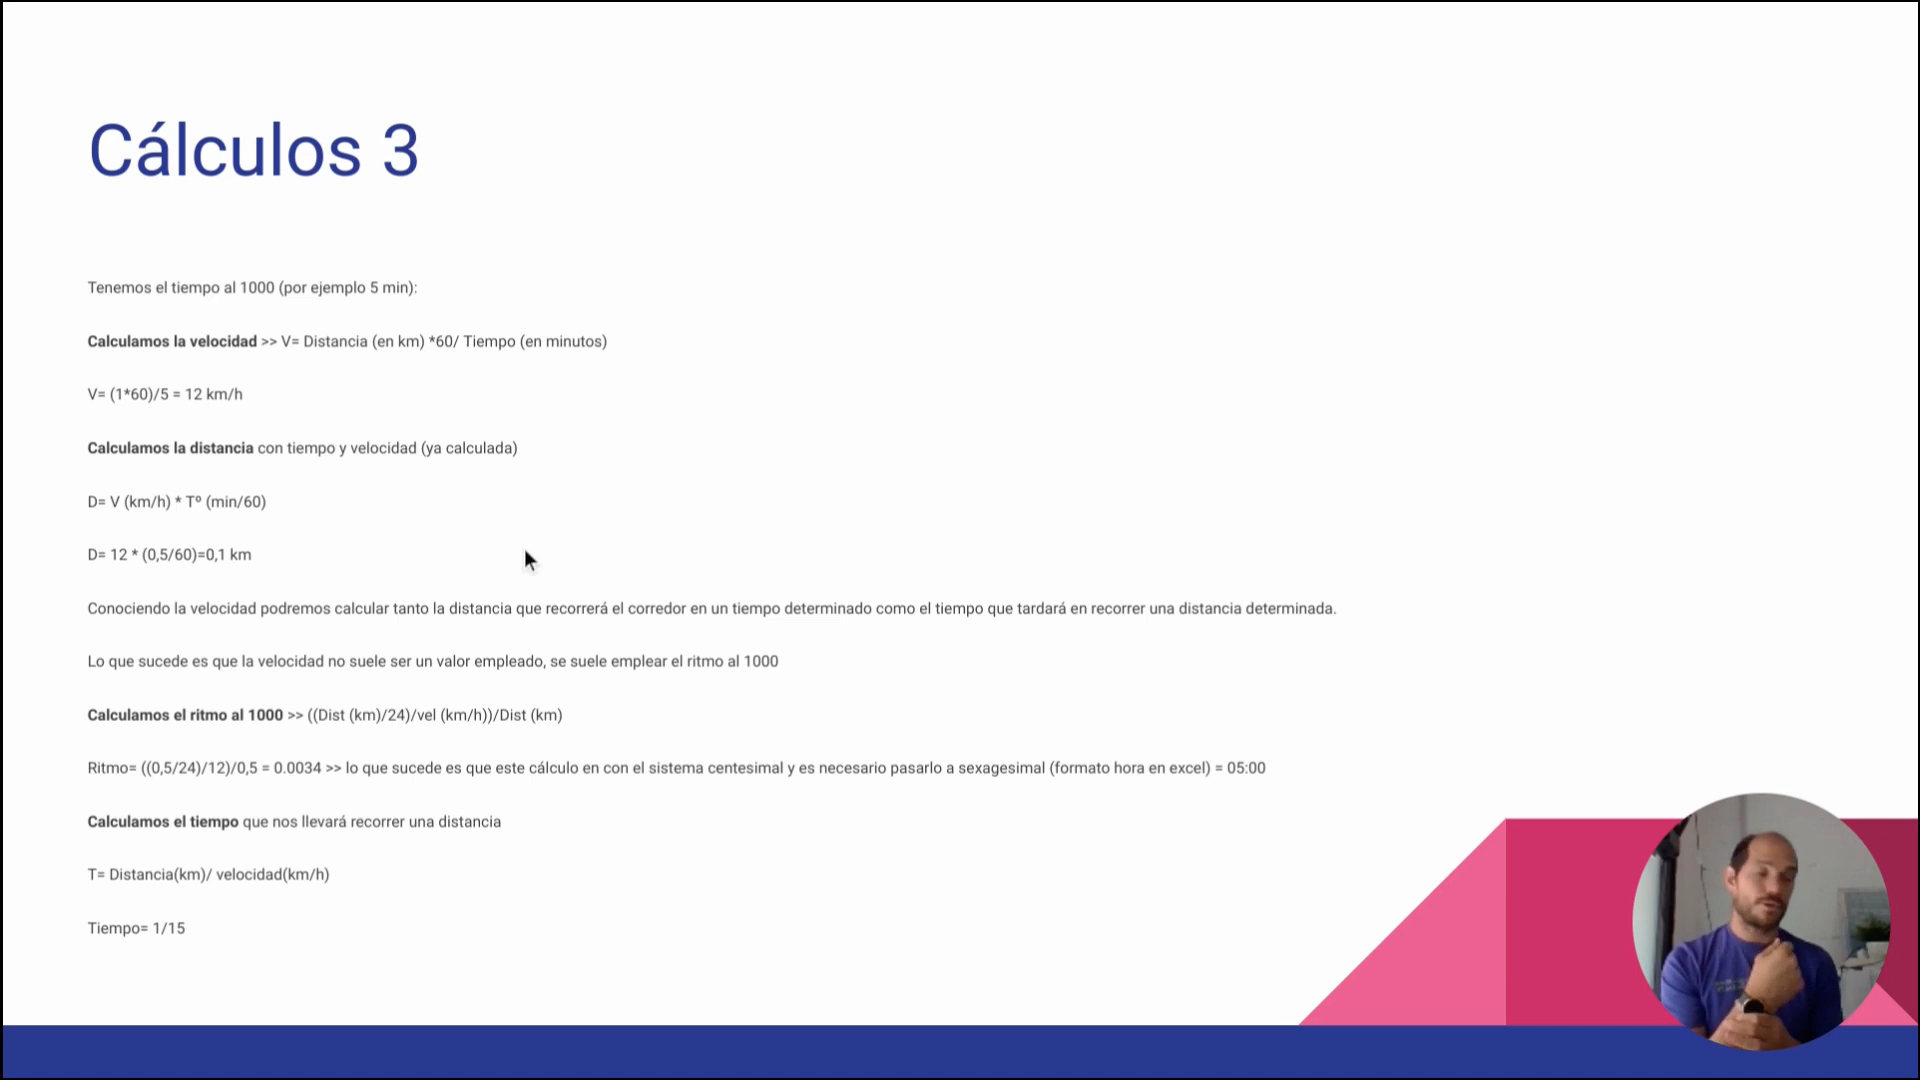 Cálculos 3
Tenemos el tiempo al 1000 (por ejemplo 5 min):
Calculamos la velocidad >> V= Distancia (en km) *60/ Tiempo (en minutos)
V= (1*60)/5 = 12 km/h
Calculamos la distancia con tiempo y velocidad (ya calculada)
D= V (km/h) * Tº (min/60)
D= 12 * (0,5/60)=0,1 km
Conociendo la velocidad podremos calcular tanto la distancia que recorrerá el corredor en un tiempo determinado como el tiempo que tardará en recorrer una distancia determinada.
Lo que sucede es que la velocidad no suele ser un valor empleado, se suele emplear el ritmo al 1000
Calculamos el ritmo al 1000 >> ((Dist (km)/24)/vel (km/h))/Dist (km)
Ritmo= ((0,5/24)/12)/0,5 = 0.0034 >> lo que sucede es que este cálculo en con el sistema centesimal y es necesario pasarlo a sexagesimal (formato hora en excel) = 05:00
Calculamos el tiempo que nos llevará recorrer una distancia
T= Distancia(km)/ velocidad(km/h)
Tiempo= 1/15